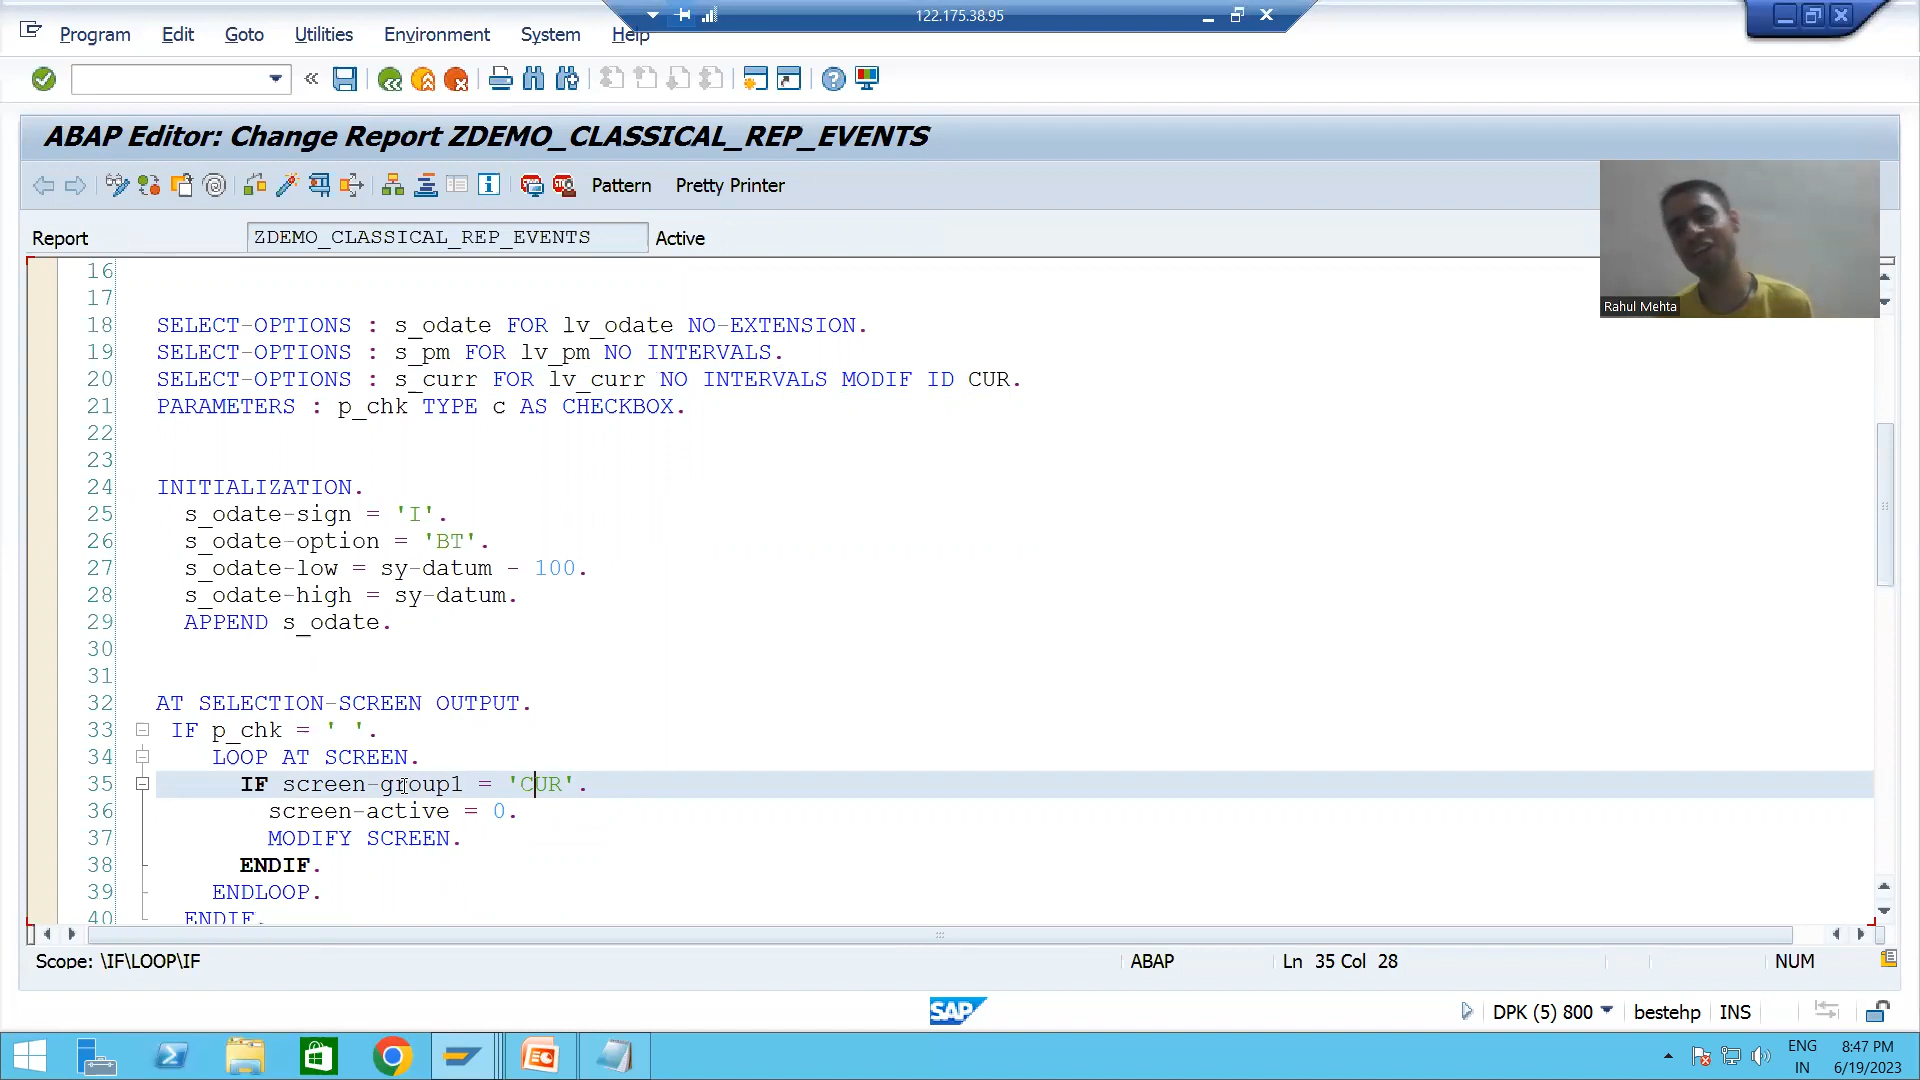 122.175.38.95
Program Edit Goto Utilities Environment System Help
ABAP Editor: Change Report ZDEMO_CLASSICAL_REP_EVENTS
Pattern Pretty Printer
Report ZDEMO_CLASSICAL_REP_EVENTS Active
Rahul Mehta
16
17
18 SELECT-OPTIONS : s_odate FOR lv_odate NO-EXTENSION.
19 SELECT-OPTIONS : s_pm FOR lv_pm NO INTERVALS.
20 SELECT-OPTIONS : s_curr FOR lv_curr NO INTERVALS MODIF ID CUR.
21 PARAMETERS : p_chk TYPE c AS CHECKBOX.
22
23
24 INITIALIZATION.
25 s_odate-sign = 'I'.
26 s_odate-option = 'BT'.
27 s_odate-low = sy-datum - 100.
28 s_odate-high = sy-datum.
29 APPEND s_odate.
30
31
32 AT SELECTION-SCREEN OUTPUT.
33 IF p_chk = ' '.
34 LOOP AT SCREEN.
35 IF screen-group1 = 'CUR'.
36 screen-active = 0.
37 MODIFY SCREEN.
38 ENDIF.
39 ENDLOOP.
40 ENDIF.
Scope: \IF\LOOP\IF ABAP Ln 35 Col 28 NUM
SAP DPK (5) 800 bestehp INS
ENG 8:47 PM
IN 6/19/2023